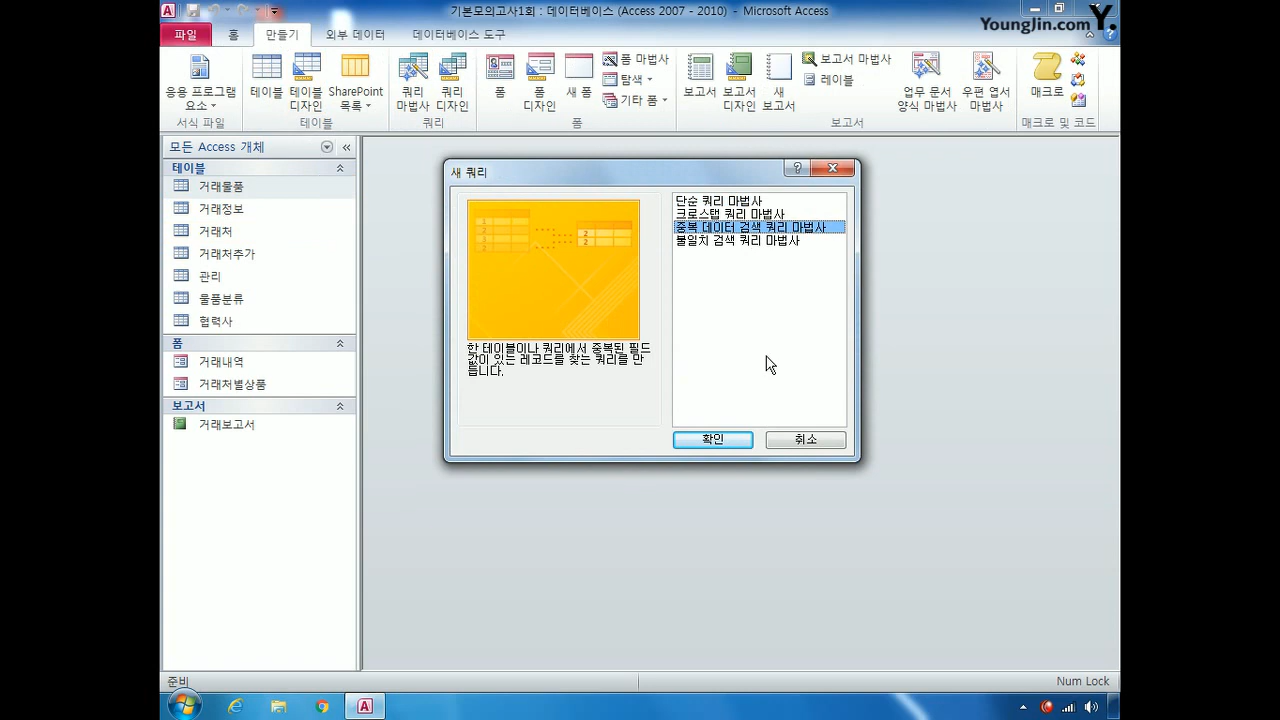 기본모의고사1회 : 데이터베이스 (Access 2007 - 2010) - Microsoft Access
Younglin.com Y.
파일 홈 만들기 외부 데이터 데이터베이스 도구
응용 프로그램 요소
테이블
테이블 디자인
SharePoint 목록
쿼리 마법사
쿼리 디자인
폼
폼 디자인
새 폼
폼 마법사
탐색
기타 폼
보고서
보고서 디자인
새 보고서
보고서 마법사
레이블
업무 문서 양식 마법사
우편 엽서 마법사
매크로
서식 파일 테이블 쿼리 폼 보고서 매크로 및 코드
모든 Access 개체
테이블
거래물품
거래정보
거래처
거래처추가
관리
물품분류
협력사
폼
거래내역
거래처별상품
보고서
거래보고서
새 쿼리
단순 쿼리 마법사
크로스탭 쿼리 마법사
중복 데이터 검색 쿼리 마법사
불일치 검색 쿼리 마법사
한 테이블이나 쿼리에서 중복된 필드
값이 있는 레코드를 찾는 쿼리를 만
듭니다.
확인 취소
준비 Num Lock